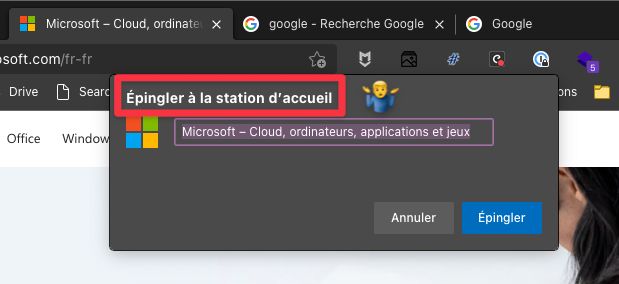 Microsoft – Cloud, ordinateu
google - Recherche Google
Google
osoft.com/fr-fr
5
Drive
Searc
ons
Épingler à la station d’accueil
Office
Window
Microsoft – Cloud, ordinateurs, applications et jeux
Annuler
Épingler